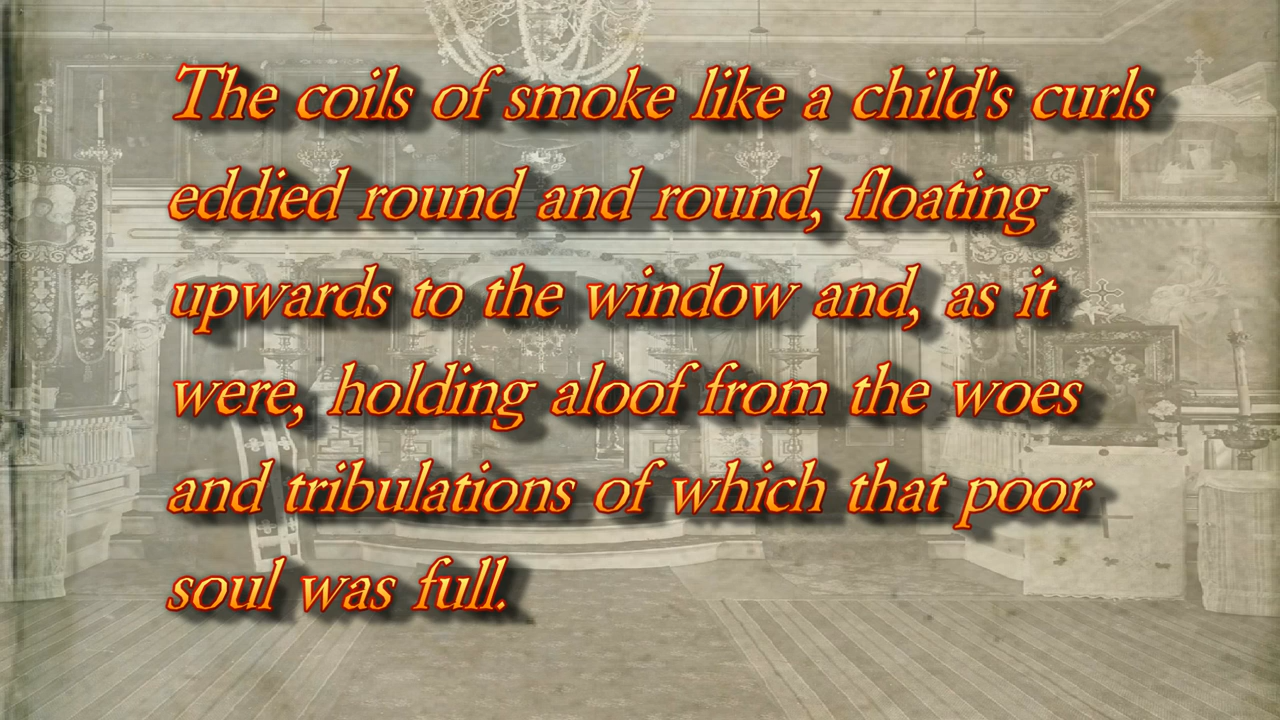 The coils of smoke like a child's curls
eddied round and round, floating
upwards to the window and, as it
were, holding aloof from the woes
and tribulations of which that poor
soul was full.